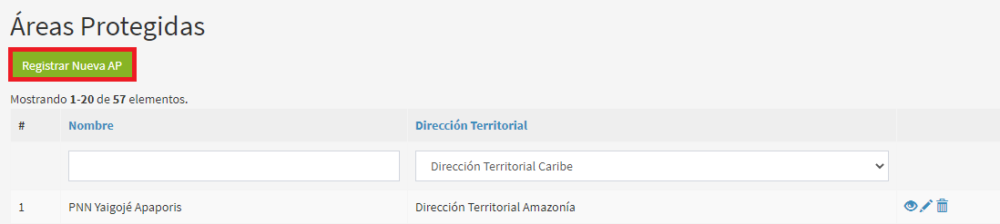 Áreas Protegidas
Registrar Nueva AP
Mostrando 1-20 de 57 elementos.
# Nombre Dirección Territorial
Dirección Territorial Caribe
1 PNN Yaigojé Apaporis Dirección Territorial Amazonía